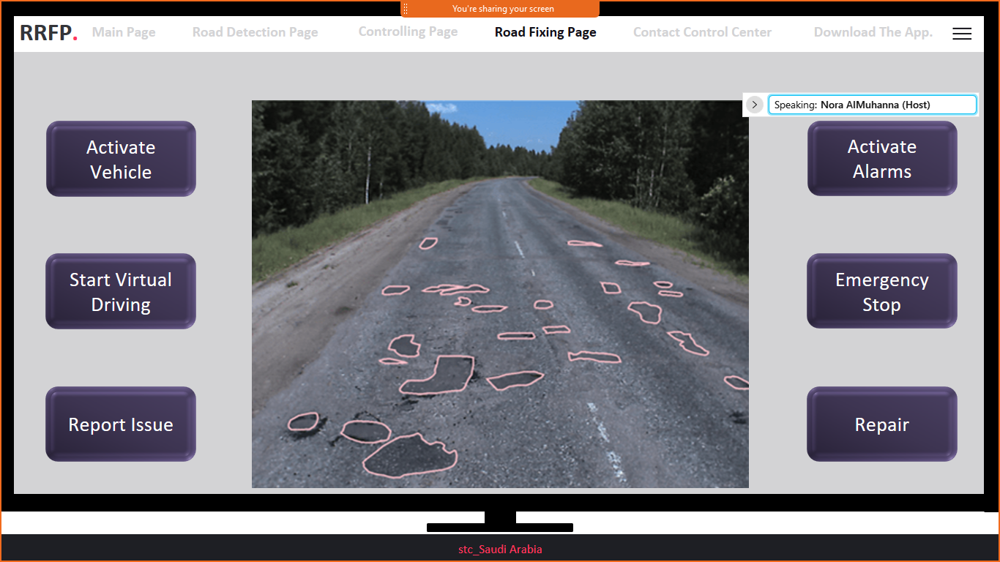 You're sharing your screen
RRFP. Main Page Road Detection Page Controlling Page Road Fixing Page Contact Control Center Download The App.
Speaking: Nora AlMuhanna (Host)
Activate
Vehicle
Activate
Alarms
Start Virtual
Driving
Emergency
Stop
Report Issue
Repair
stc_Saudi Arabia